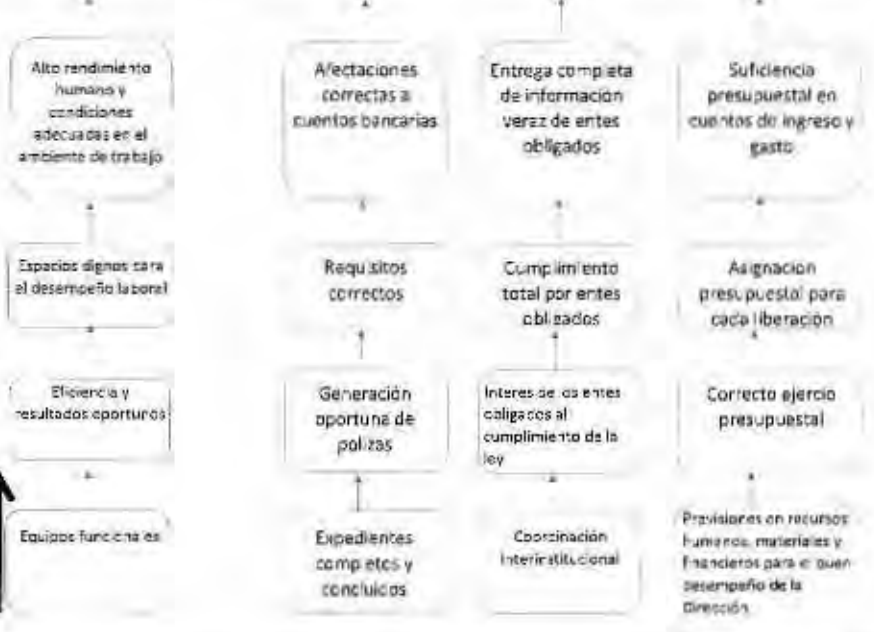 Alto rendimiento
humano y
condiciones
adecuadas en el
ambiente de trabajo
Afectaciones
correctas a
cuentas bancarias
Entrega completa
de información
veraz de entes
obligados
Suficiencia
presupuestal en
cuentas de ingreso y
gasto
Espacios dignos para
el desempeño laboral
Requisitos
correctos
Cumplimiento
total por entes
obligados
Asignación
presupuestal para
cada liberación
Eficiencia y
resultados oportunos
Generación
oportuna de
polizas
Interes de los entes
obligados al
cumplimiento de la
ley
Correcto ejercio
presupuestal
Equipos funcionales
Expedientes
completos y
concluidos
Coordinación
Interinstitucional
Previsiones en recursos
humanos, materiales y
financieros para el buen
desempeño de la
Dirección